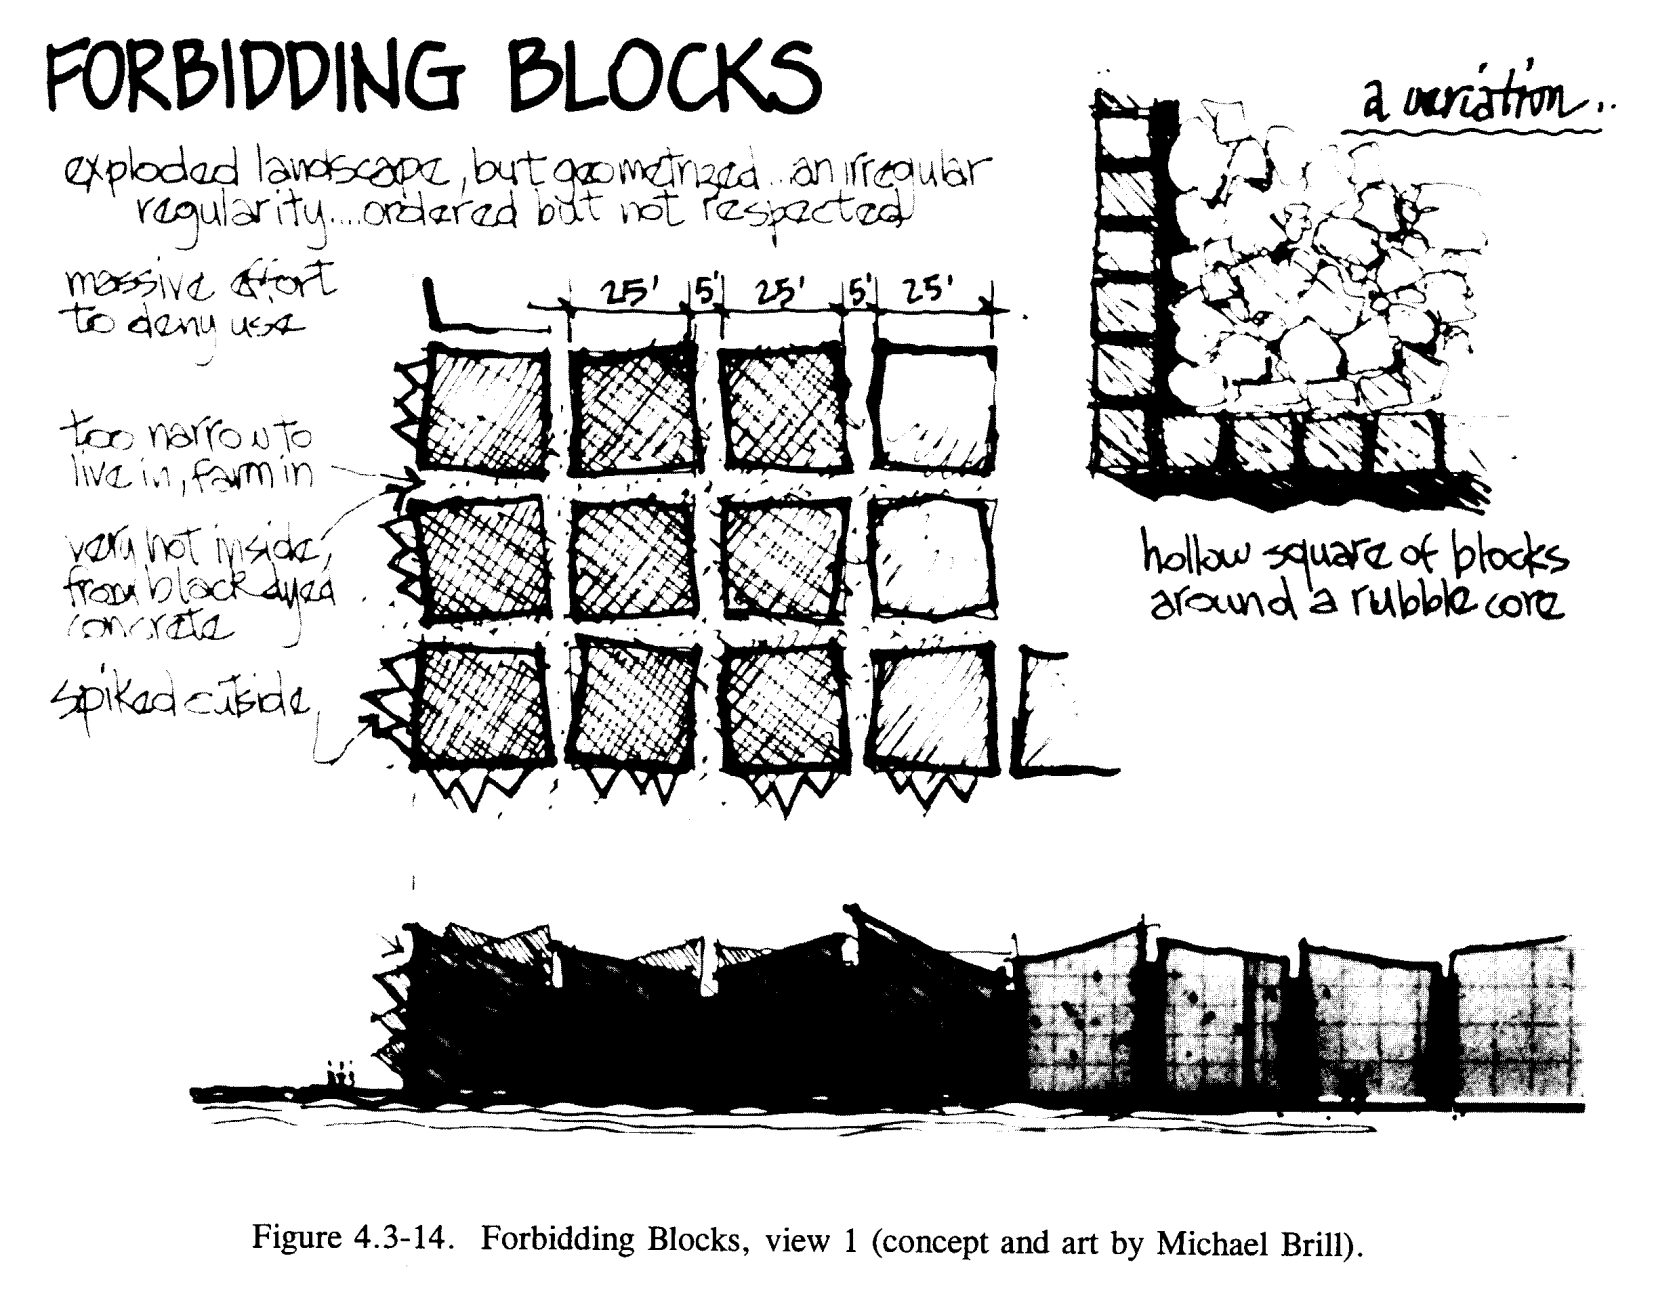 FORBIDDING BLOCKS
a variation..
exploded landscape, but geometrized...an irregular
regularity....ordered but not respected
massive effort
to deny use
25' 5' 25' 5' 25'
too narrow to
live in, farm in
very hot inside,
from black dyed
concrete
spiked outside
hollow square of blocks
around a rubble core
Figure 4.3-14. Forbidding Blocks, view 1 (concept and art by Michael Brill).